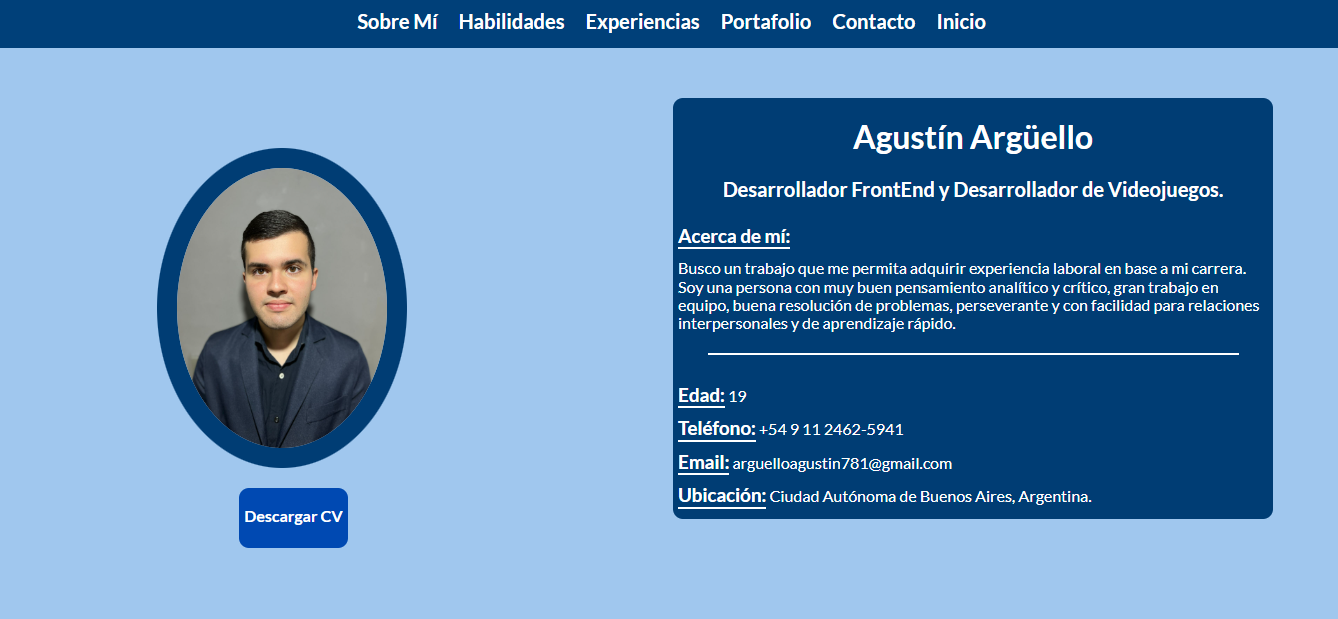 Sobre Mí Habilidades Experiencias Portafolio Contacto Inicio
Agustín Argüello
Desarrollador FrontEnd y Desarrollador de Videojuegos.
Acerca de mí:
Busco un trabajo que me permita adquirir experiencia laboral en base a mi carrera.
Soy una persona con muy buen pensamiento analítico y crítico, gran trabajo en
equipo, buena resolución de problemas, perseverante y con facilidad para relaciones
interpersonales y de aprendizaje rápido.
Edad: 19
Teléfono: +54 9 11 2462-5941
Email: arguelloagustin781@gmail.com
Ubicación: Ciudad Autónoma de Buenos Aires, Argentina.
Descargar CV